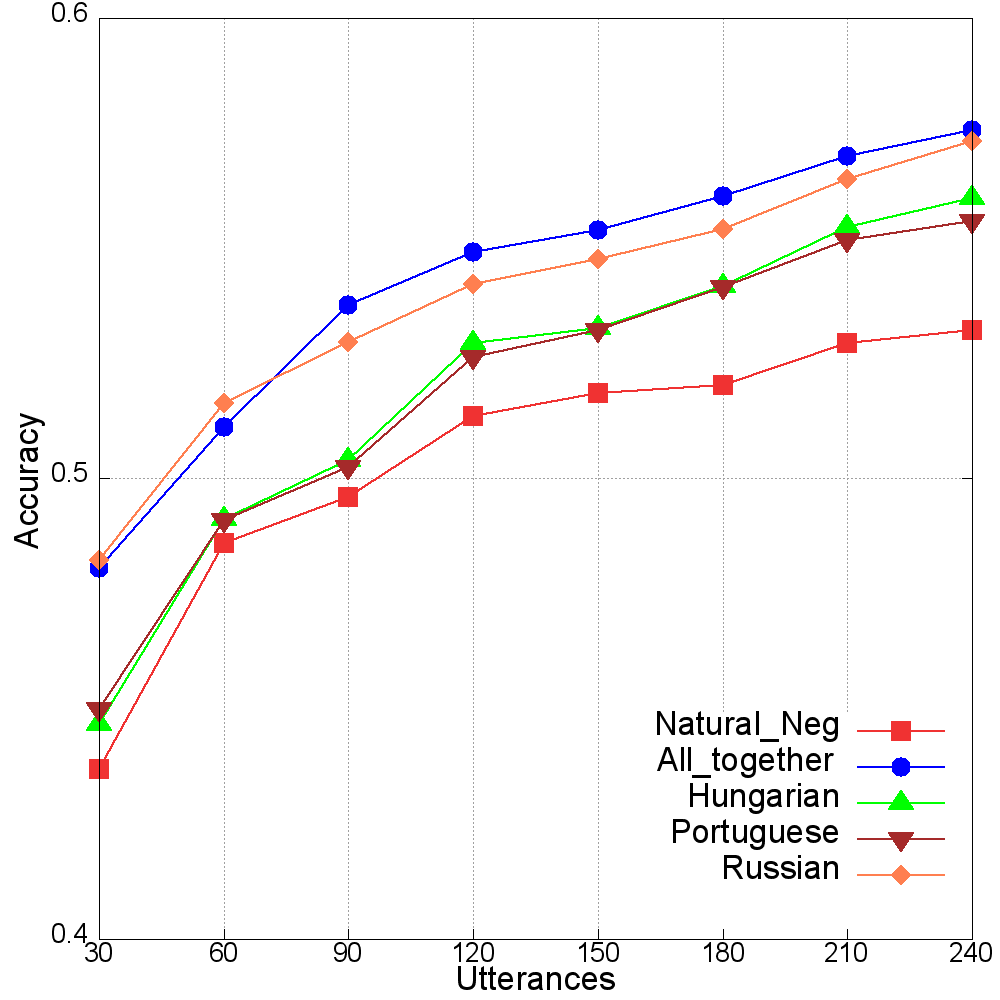 0.6
0.5
0.4
Accuracy
Natural_Neg
All_together
Hungarian
Portuguese
Russian
30 60 90 120 150 180 210 240
Utterances